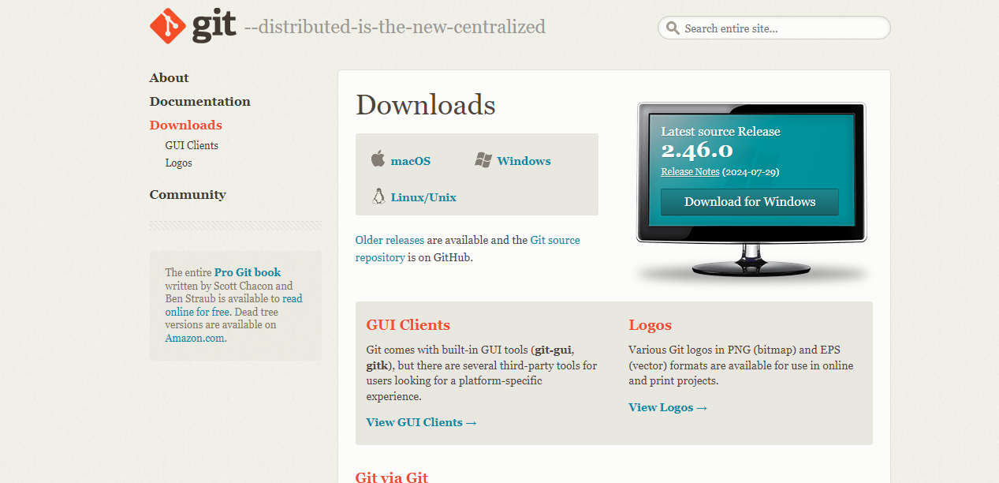 git --distributed-is-the-new-centralized
Search entire site...
About
Documentation
Downloads
GUI Clients
Logos
Community
The entire Pro Git book
written by Scott Chacon and
Ben Straub is available to read
online for free. Dead tree
versions are available on
Amazon.com.
Downloads
macOS
Windows
Linux/Unix
Older releases are available and the Git source
repository is on GitHub.
Latest source Release
2.46.0
Release Notes (2024-07-29)
Download for Windows
GUI Clients
Git comes with built-in GUI tools (git-gui,
gitk), but there are several third-party tools for
users looking for a platform-specific
experience.
View GUI Clients →
Logos
Various Git logos in PNG (bitmap) and EPS
(vector) formats are available for use in online
and print projects.
View Logos →
Git via Git